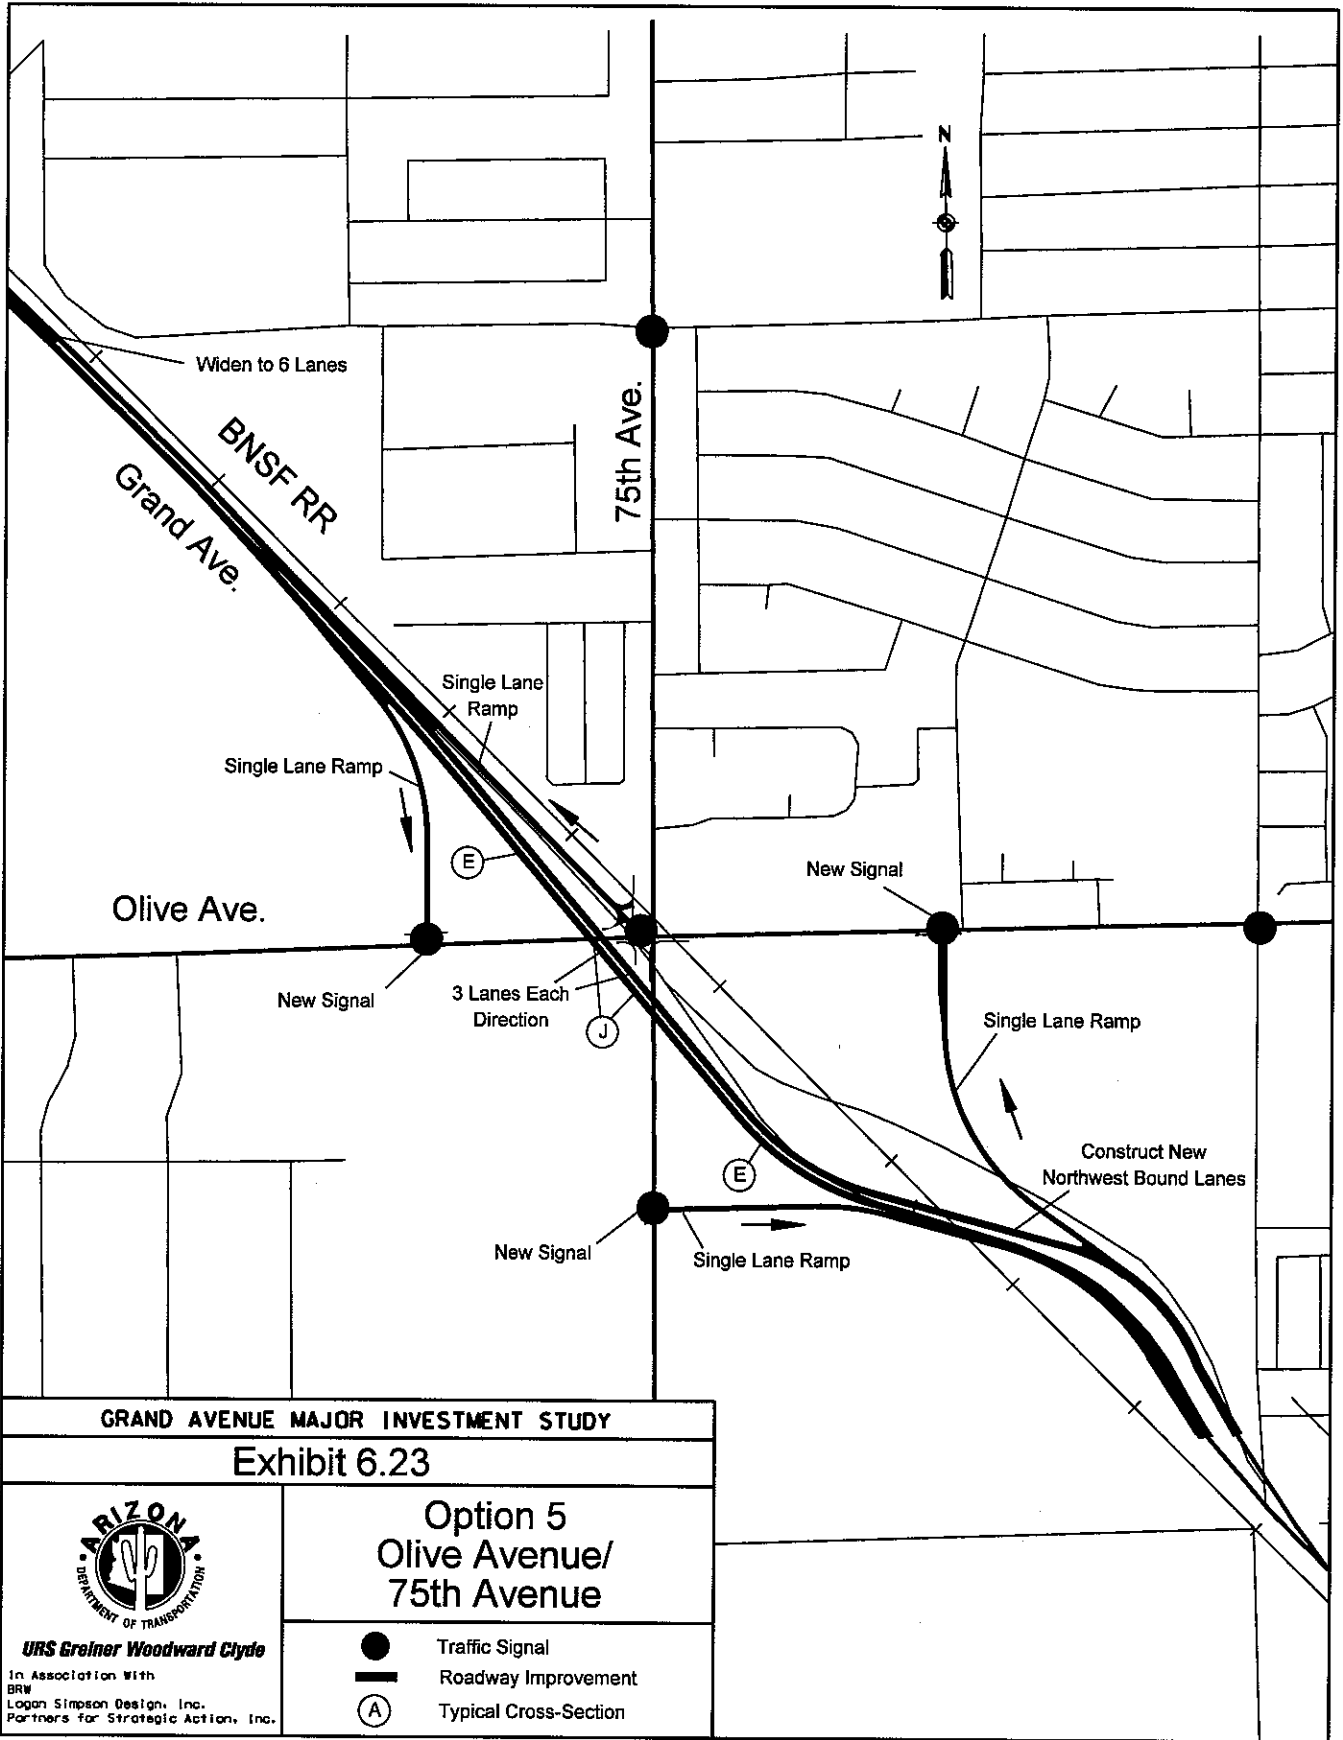 N
Widen to 6 Lanes
BNSF RR
Grand Ave.
75th Ave.
Single Lane
Ramp
Single Lane Ramp
E
New Signal
Olive Ave.
New Signal
3 Lanes Each
Direction
J
Single Lane Ramp
Construct New
Northwest Bound Lanes
E
New Signal
Single Lane Ramp
GRAND AVENUE MAJOR INVESTMENT STUDY
Exhibit 6.23
ARIZONA
DEPARTMENT OF TRANSPORTATION
URS Greiner Woodward Clyde
In Association With
BRW
Logan Simpson Design, Inc.
Partners for Strategic Action, Inc.
Option 5
Olive Avenue/
75th Avenue
Traffic Signal
Roadway Improvement
A
Typical Cross-Section